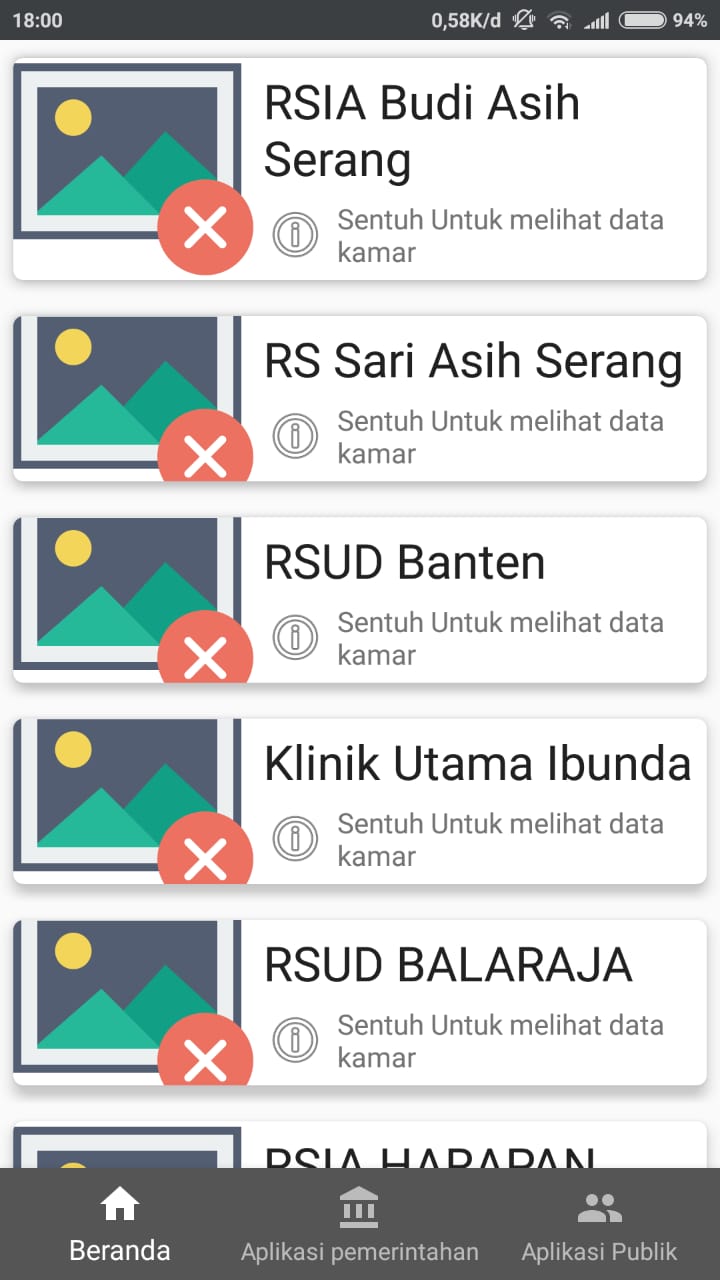 18:00
0,58K/d
94%
RSIA Budi Asih
Serang
Sentuh Untuk melihat data
kamar
RS Sari Asih Serang
Sentuh Untuk melihat data
kamar
RSUD Banten
Sentuh Untuk melihat data
kamar
Klinik Utama Ibunda
Sentuh Untuk melihat data
kamar
RSUD BALARAJA
Sentuh Untuk melihat data
kamar
RSIA HARAPAN
Beranda
Aplikasi pemerintahan
Aplikasi Publik